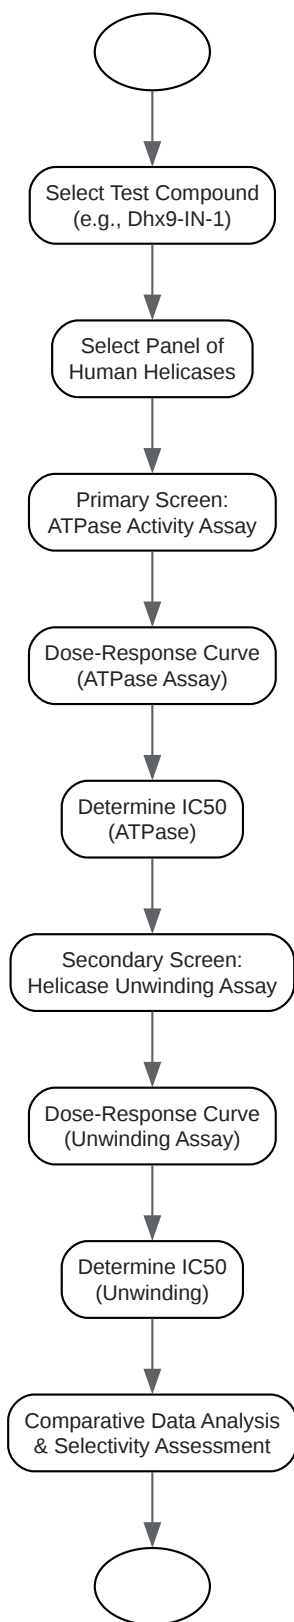 Select Test Compound
(e.g., Dhx9-IN-1)
Select Panel of
Human Helicases
Primary Screen:
ATPase Activity Assay
Dose-Response Curve
(ATPase Assay)
Determine IC50
(ATPase)
Secondary Screen:
Helicase Unwinding Assay
Dose-Response Curve
(Unwinding Assay)
Determine IC50
(Unwinding)
Comparative Data Analysis
& Selectivity Assessment